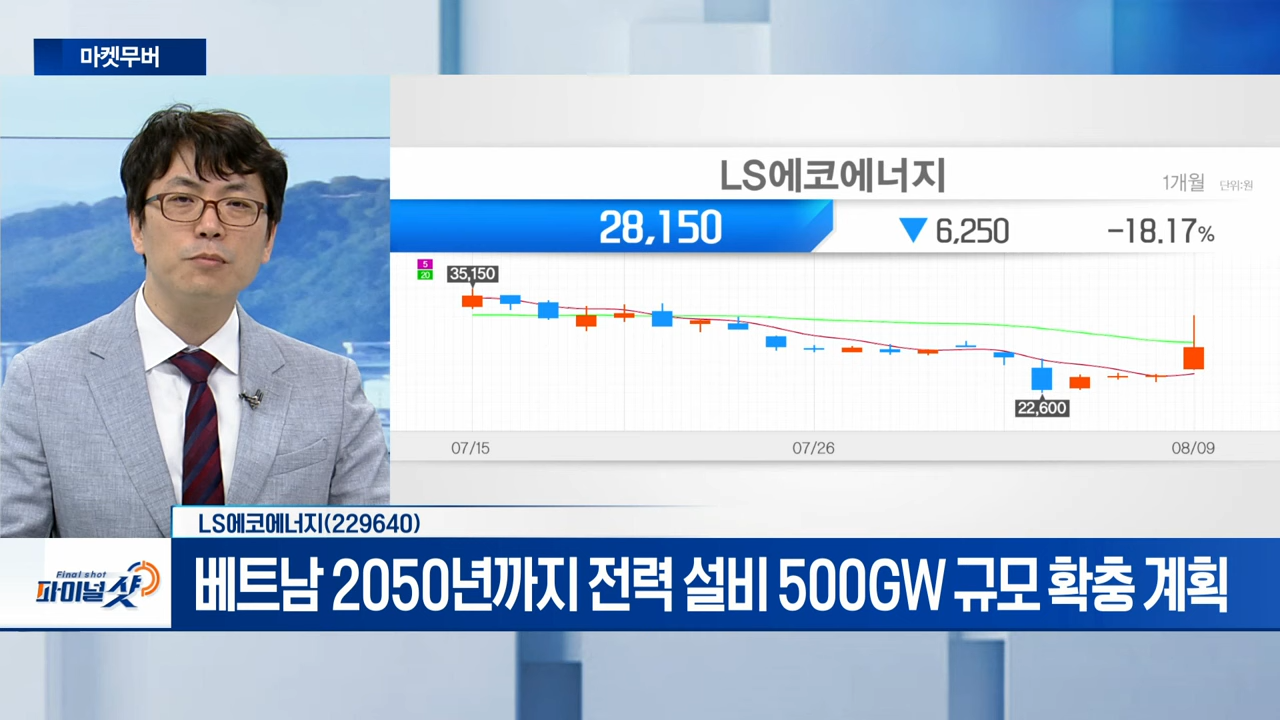 마켓무버
LS에코에너지
1개월 단위:원
28,150 ▼ 6,250 -18.17%
5
20
35,150
22,600
07/15 07/26 08/09
LS에코에너지(229640)
Final shot
파이널샷
베트남 2050년까지 전력 설비 500GW 규모 확충 계획